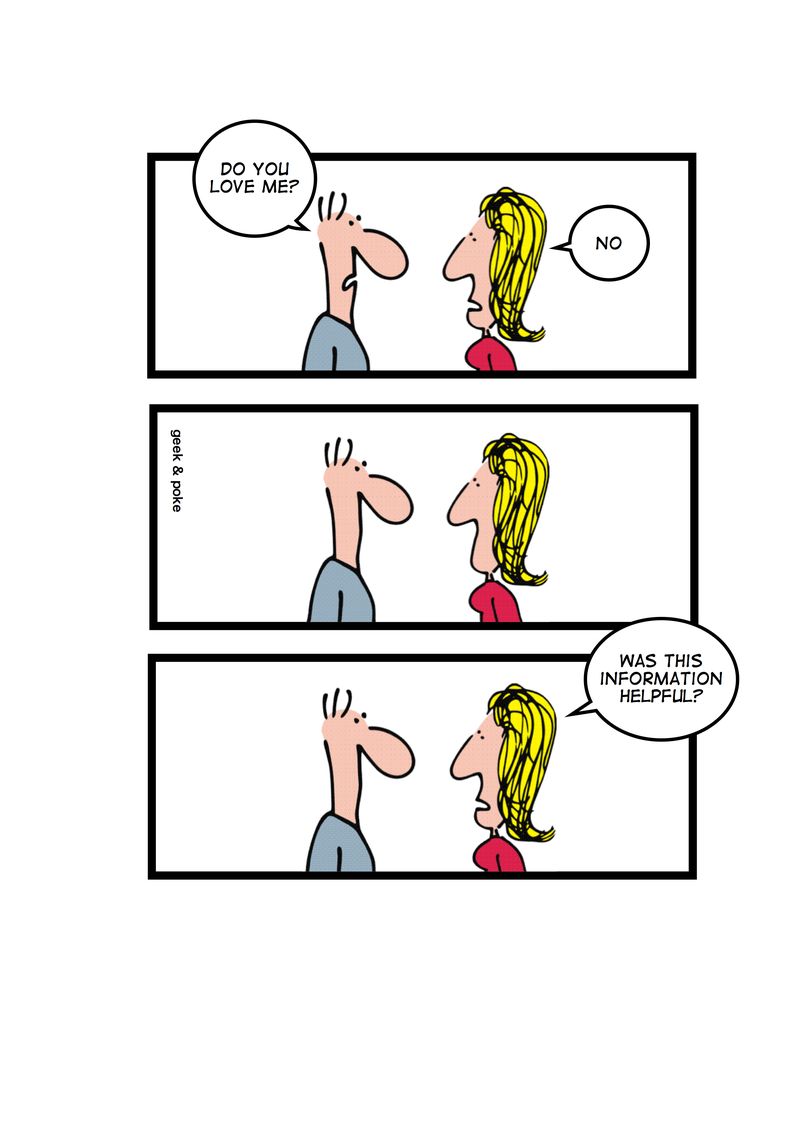 DO YOU
LOVE ME?
NO
geek & poke
WAS THIS
INFORMATION
HELPFUL?